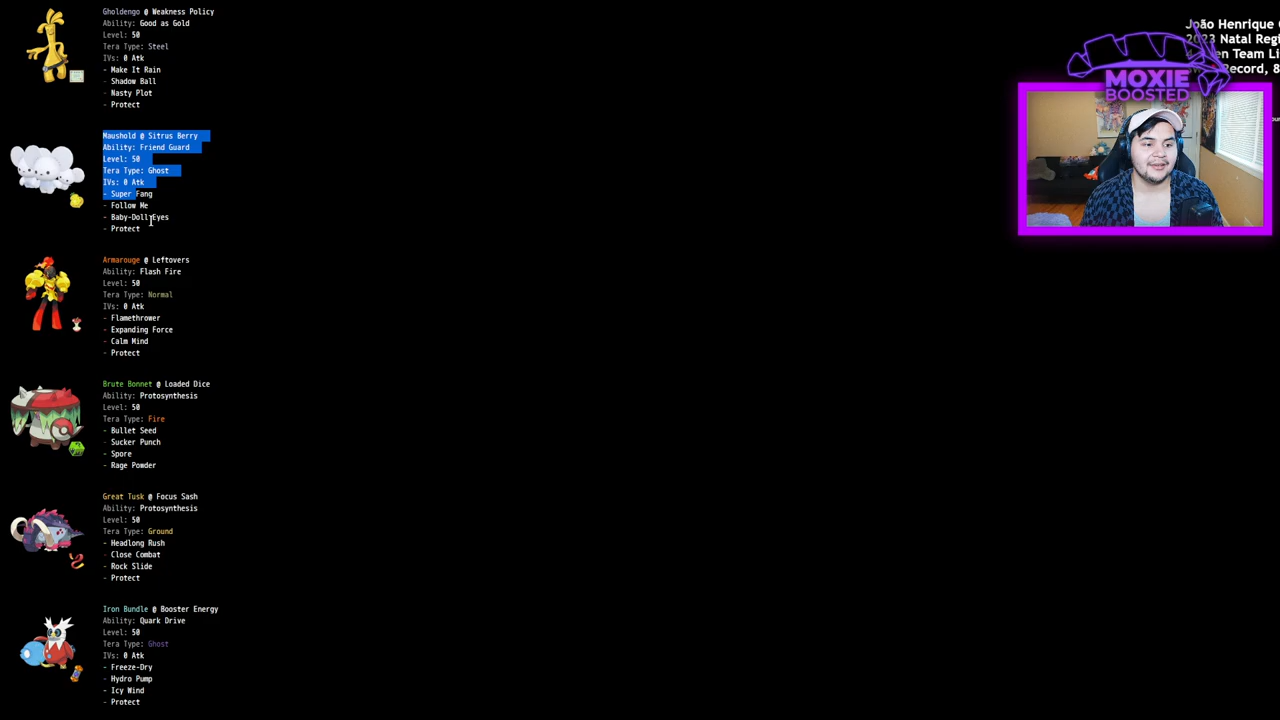 Gholdengo @ Weakness Policy
Ability: Good as Gold
Level: 50
Tera Type: Steel
IVs: 0 Atk
- Make It Rain
- Shadow Ball
- Nasty Plot
- Protect
Maushold @ Sitrus Berry
Ability: Friend Guard
Level: 50
Tera Type: Ghost
IVs: 0 Atk
- Super Fang
- Follow Me
- Baby-Doll Eyes
- Protect
Armarouge @ Leftovers
Ability: Flash Fire
Level: 50
Tera Type: Normal
IVs: 0 Atk
- Flamethrower
- Expanding Force
- Calm Mind
- Protect
Brute Bonnet @ Loaded Dice
Ability: Protosynthesis
Level: 50
Tera Type: Fire
- Bullet Seed
- Sucker Punch
- Spore
- Rage Powder
Great Tusk @ Focus Sash
Ability: Protosynthesis
Level: 50
Tera Type: Ground
- Headlong Rush
- Close Combat
- Rock Slide
- Protect
Iron Bundle @ Booster Energy
Ability: Quark Drive
Level: 50
Tera Type: Ghost
IVs: 0 Atk
- Freeze-Dry
- Hydro Pump
- Icy Wind
- Protect
João Henrique
2023 Natal Regi
Team Li
Record, 8
MOXIE
BOOSTED